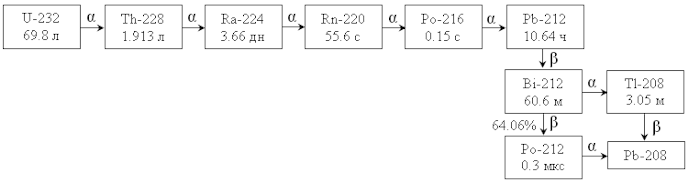 U-232 α Th-228 α Ra-224 α Rn-220 α Po-216 α Pb-212
69.8 л 1.913 л 3.66 дн 55.6 с 0.15 с 10.64 ч
β
Bi-212 α Tl-208
60.6 м 3.05 м
64.06% β β
Po-212 α Pb-208
0.3 мкс